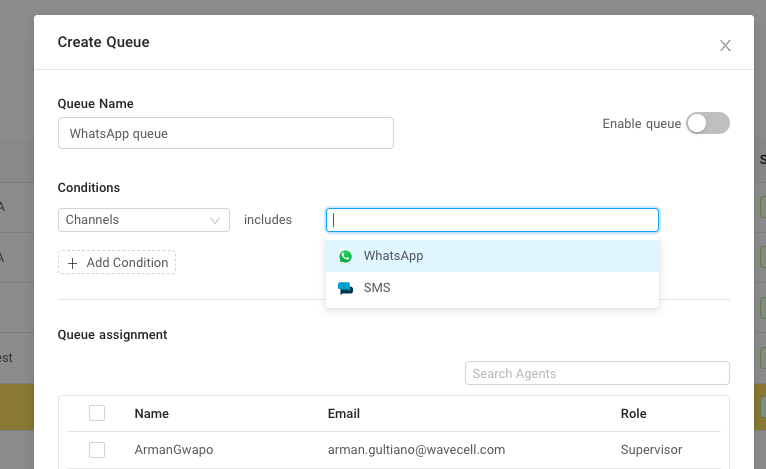 Create Queue
Queue Name
WhatsApp queue
Enable queue
Conditions
Channels includes
WhatsApp
+ Add Condition
SMS
Queue assignment
Search Agents
Name Email Role
ArmanGwapo arman.gultiano@wavecell.com Supervisor